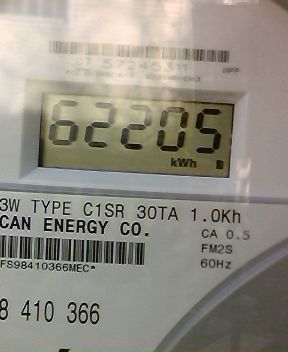 62205
kWh
3W TYPE C1SR 30TA 1.0Kh
CAN ENERGY CO.
CA 0.5
FM2S
60Hz
FS98410366MEC*
8 410 366